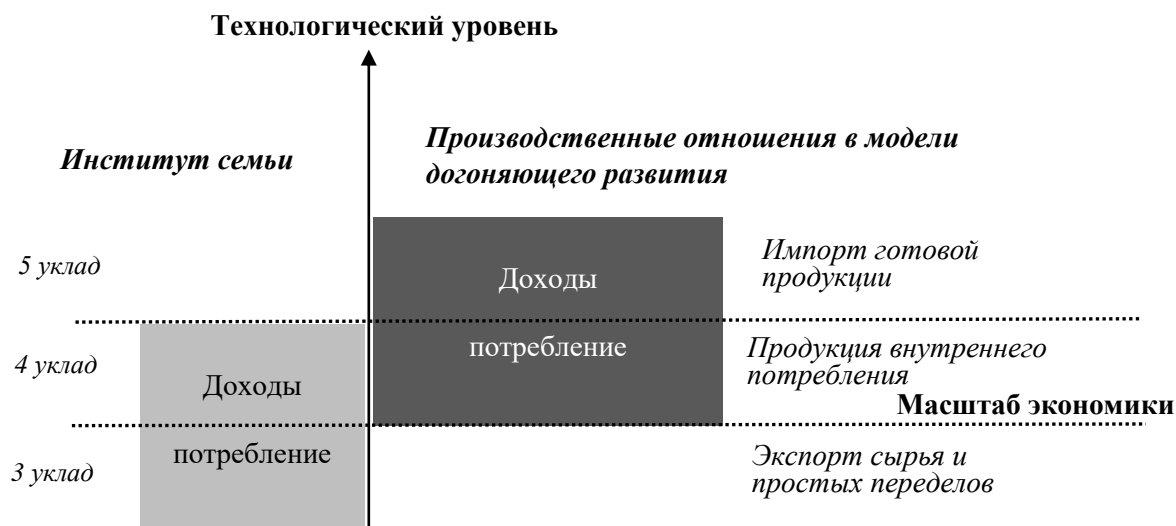 Технологический уровень
Институт семьи
Производственные отношения в модели
догоняющего развития
5 уклад
Доходы
потребление
Импорт готовой
продукции
4 уклад
Доходы
потребление
Продукция внутреннего
потребления
Масштаб экономики
3 уклад
Экспорт сырья и
простых переделов